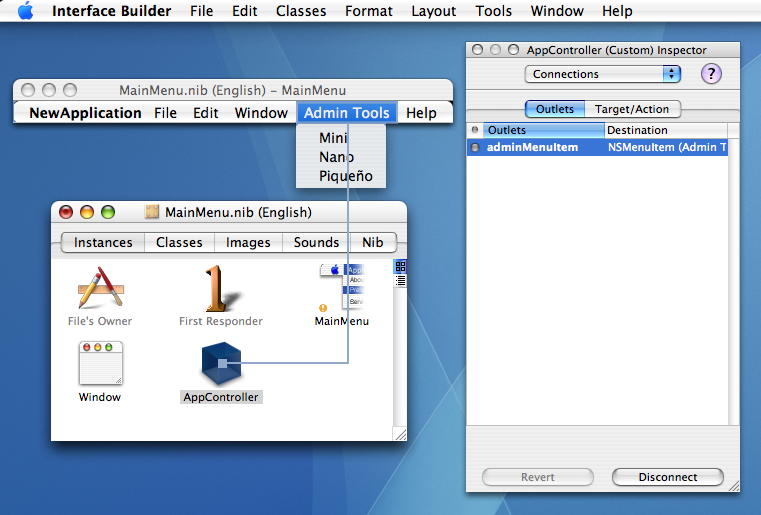 Interface Builder File Edit Classes Format Layout Tools Window Help
AppController (Custom) Inspector
Connections
?
Outlets Target/Action
Outlets Destination
adminMenuItem NSMenuItem (Admin T
Revert Disconnect
MainMenu.nib (English) – MainMenu
NewApplication File Edit Window Admin Tools Help
Mini
Nano
Piqueño
MainMenu.nib (English)
Instances Classes Images Sounds Nib
File's Owner First Responder MainMenu
Window AppController